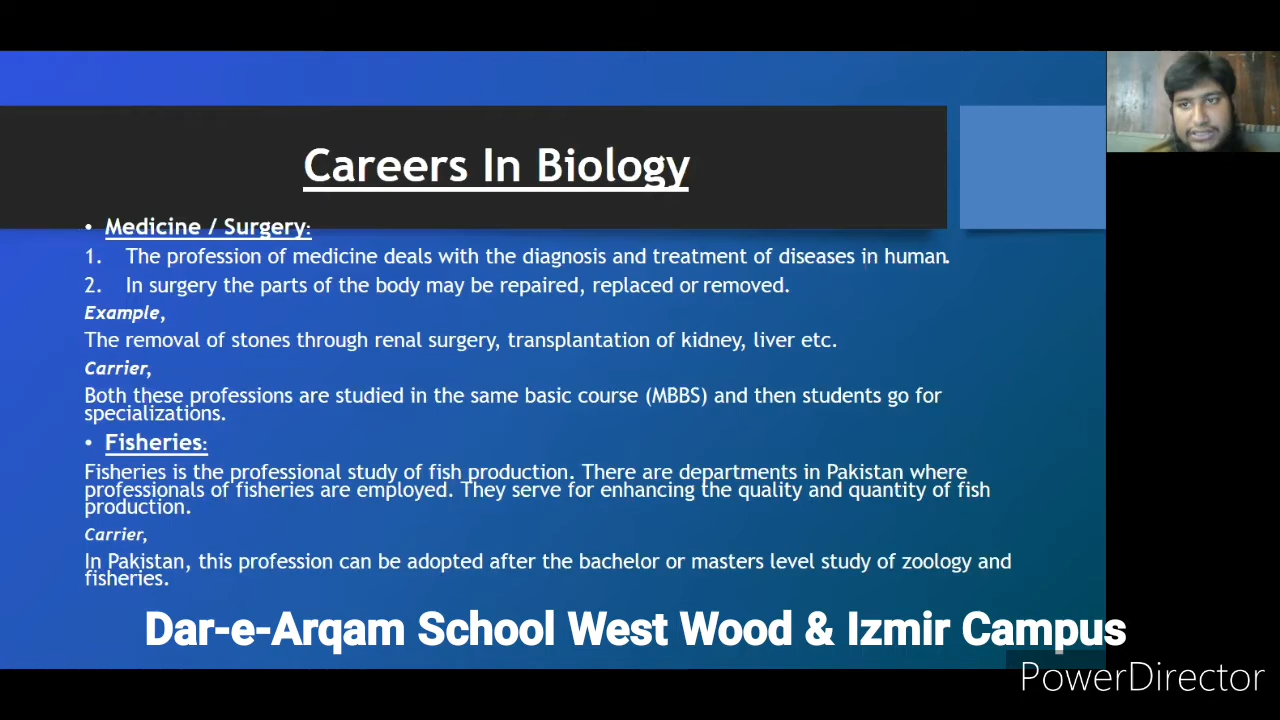 Careers In Biology
• Medicine / Surgery:
1. The profession of medicine deals with the diagnosis and treatment of diseases in human.
2. In surgery the parts of the body may be repaired, replaced or removed.
Example,
The removal of stones through renal surgery, transplantation of kidney, liver etc.
Carrier,
Both these professions are studied in the same basic course (MBBS) and then students go for
specializations.
• Fisheries:
Fisheries is the professional study of fish production. There are departments in Pakistan where
professionals of fisheries are employed. They serve for enhancing the quality and quantity of fish
production.
Carrier,
In Pakistan, this profession can be adopted after the bachelor or masters level study of zoology and
fisheries.
Dar-e-Arqam School West Wood & Izmir Campus
PowerDirector